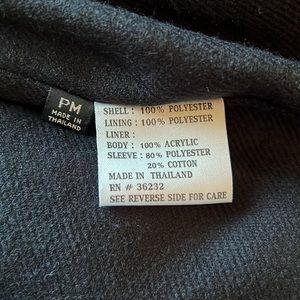 PM
MADE IN
THAILAND
SHELL : 100% POLYESTER
LINING : 100% POLYESTER
LINER :
BODY : 100% ACRYLIC
SLEEVE : 80% POLYESTER
20% COTTON
MADE IN THAILAND
RN # 36232
SEE REVERSE SIDE FOR CARE